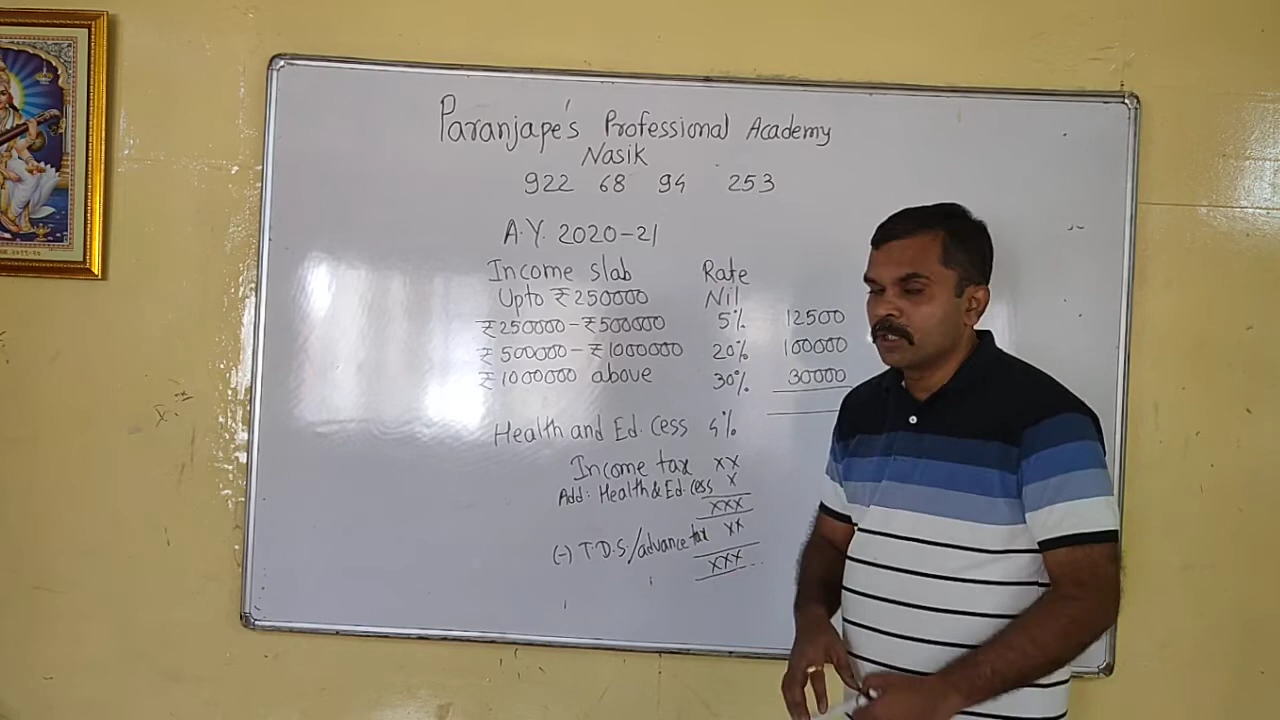 Paranjape's Professional Academy
Nasik
922 68 94 253
A.Y. 2020-21
Income slab Rate
Upto ₹250000 Nil
₹250000-₹500000 5% 12500
₹500000-₹1000000 20% 100000
₹1000000 above 30% 30000
Health and Ed. Cess 4%
Income tax xx
Add: Health & Ed. Cess x
xxx
(-) T.D.S./advance tax xx
xxx